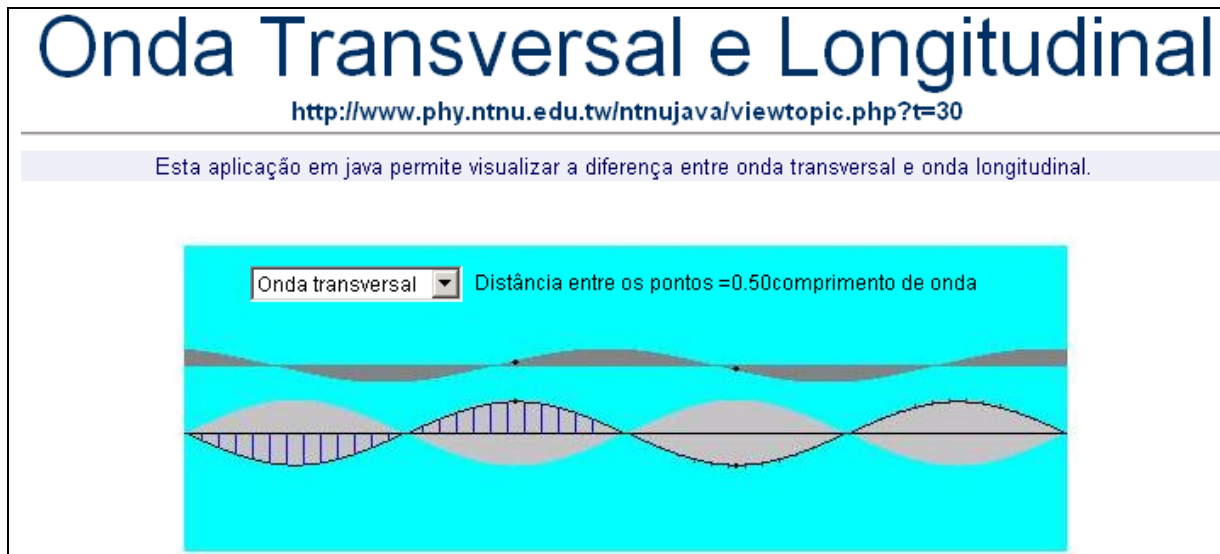 Onda Transversal e Longitudinal
http://www.phy.ntnu.edu.tw/ntnujava/viewtopic.php?t=30
Esta aplicação em java permite visualizar a diferença entre onda transversal e onda longitudinal.
Onda transversal Distância entre os pontos =0.50comprimento de onda